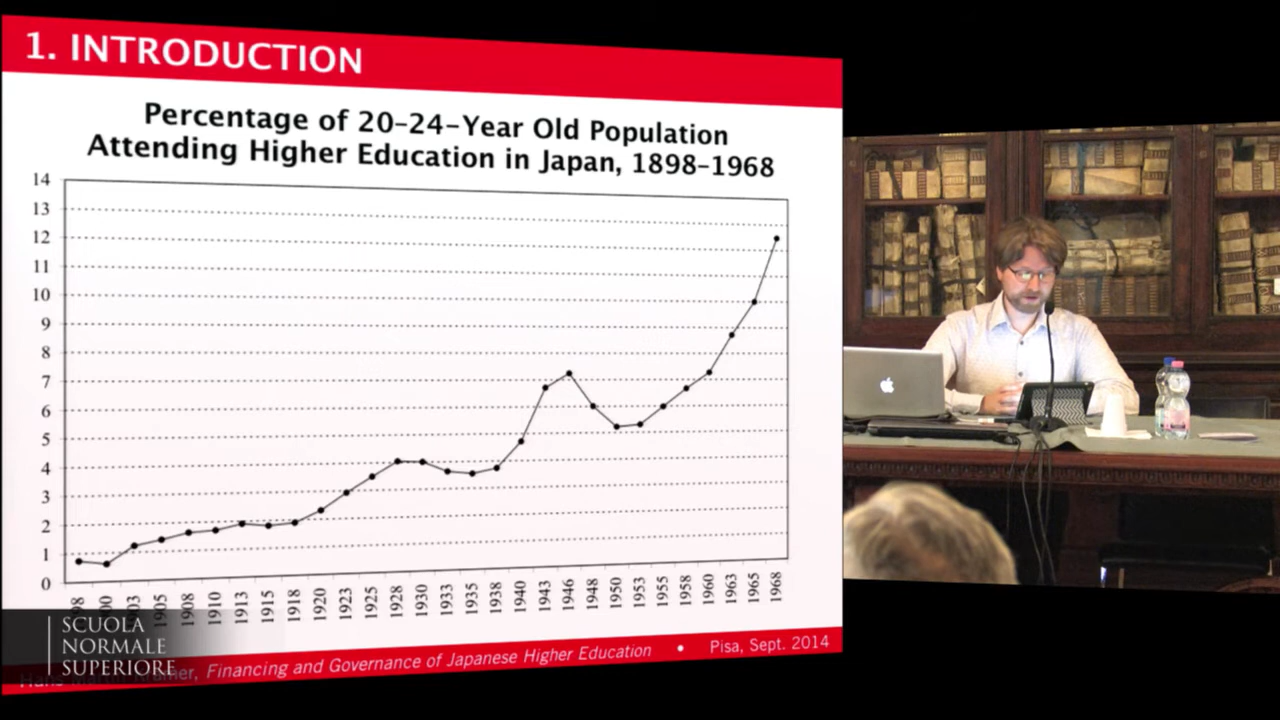 1. INTRODUCTION
Percentage of 20–24–Year Old Population
Attending Higher Education in Japan, 1898–1968
14
13
12
11
10
9
8
7
6
5
4
3
2
1
0
1905 1908 1910 1913 1915 1918 1920 1923 1925 1928 1930 1933 1935 1938 1940 1943 1946 1948 1950 1953 1955 1958 1960 1963 1965 1968
SCUOLA
NORMALE
SUPERIORE
Financing and Governance of Japanese Higher Education • Pisa, Sept. 2014